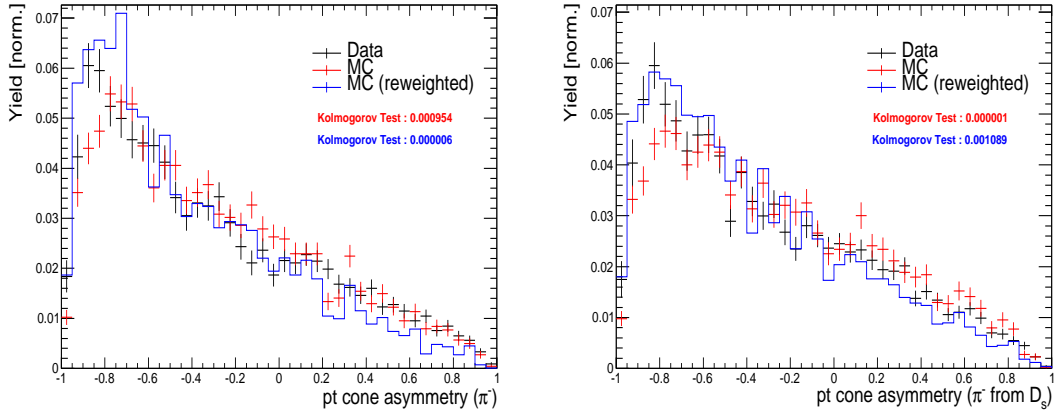 Yield [norm.]
0.07
0.06
0.05
0.04
0.03
0.02
0.01
0
Data
MC
MC (reweighted)
Kolmogorov Test : 0.000954
Kolmogorov Test : 0.000006
-1 -0.8 -0.6 -0.4 -0.2 0 0.2 0.4 0.6 0.8 1
pt cone asymmetry (π⁻)
Yield [norm.]
0.07
0.06
0.05
0.04
0.03
0.02
0.01
0
Data
MC
MC (reweighted)
Kolmogorov Test : 0.000001
Kolmogorov Test : 0.001089
-1 -0.8 -0.6 -0.4 -0.2 0 0.2 0.4 0.6 0.8 1
pt cone asymmetry (π⁻ from Dₛ)